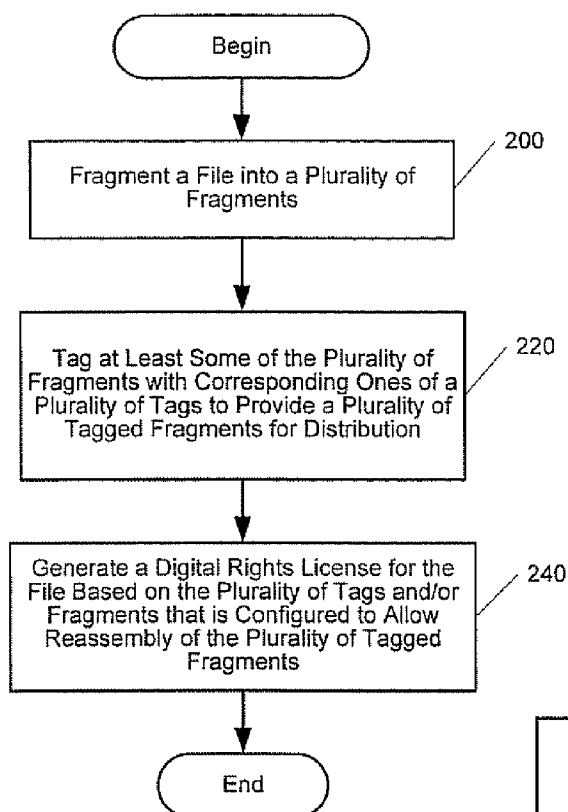 Begin
200
Fragment a File into a Plurality of
Fragments
220
Tag at Least Some of the Plurality of
Fragments with Corresponding Ones of a
Plurality of Tags to Provide a Plurality of
Tagged Fragments for Distribution
240
Generate a Digital Rights License for the
File Based on the Plurality of Tags and/or
Fragments that is Configured to Allow
Reassembly of the Plurality of Tagged
Fragments
End